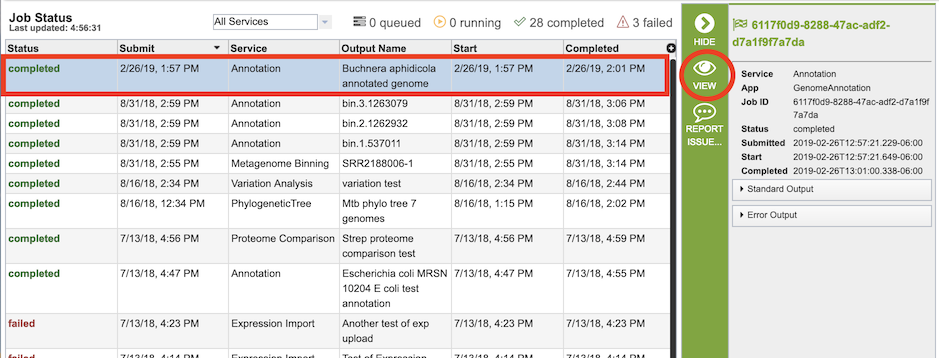 Job Status
Last updated: 4:56:31
All Services
0 queued
0 running
28 completed
3 failed
Status Submit Service Output Name Start Completed
completed 2/26/19, 1:57 PM Annotation Buchnera aphidicola 2/26/19, 1:57 PM 2/26/19, 2:01 PM
annotated genome
completed 8/31/18, 2:59 PM Annotation bin.3.1263079 8/31/18, 2:59 PM 8/31/18, 3:06 PM
completed 8/31/18, 2:59 PM Annotation bin.2.1262932 8/31/18, 2:59 PM 8/31/18, 3:08 PM
completed 8/31/18, 2:59 PM Annotation bin.1.537011 8/31/18, 2:59 PM 8/31/18, 3:14 PM
completed 8/31/18, 2:55 PM Metagenome Binning SRR2188006-1 8/31/18, 2:55 PM 8/31/18, 3:14 PM
completed 8/16/18, 2:34 PM Variation Analysis variation test 8/16/18, 2:34 PM 8/16/18, 2:44 PM
completed 8/16/18, 12:34 PM PhylogeneticTree Mtb phylo tree 7 8/16/18, 1:15 PM 8/16/18, 2:02 PM
genomes
completed 7/13/18, 4:56 PM Proteome Comparison Strep proteome 7/13/18, 4:56 PM 7/13/18, 4:59 PM
comparison test
completed 7/13/18, 4:47 PM Annotation Escherichia coli MRSN 7/13/18, 4:47 PM 7/13/18, 4:55 PM
10204 E coli test
annotation
failed 7/13/18, 4:23 PM Expression Import Another test of exp 7/13/18, 4:23 PM 7/13/18, 4:23 PM
upload
failed 7/13/18, 4:14 PM Expression Import Test of Expression 7/13/18, 4:14 PM 7/13/18, 4:14 PM
HIDE
VIEW
REPORT
ISSUE...
6117f0d9-8288-47ac-adf2-
d7a1f9f7a7da
Service Annotation
App GenomeAnnotation
Job ID 6117f0d9-8288-47ac-adf2-d7a1f9f
7a7da
Status completed
Submitted 2019-02-26T12:57:21.229-06:00
Start 2019-02-26T12:57:21.649-06:00
Completed 2019-02-26T13:01:00.338-06:00
Standard Output
Error Output